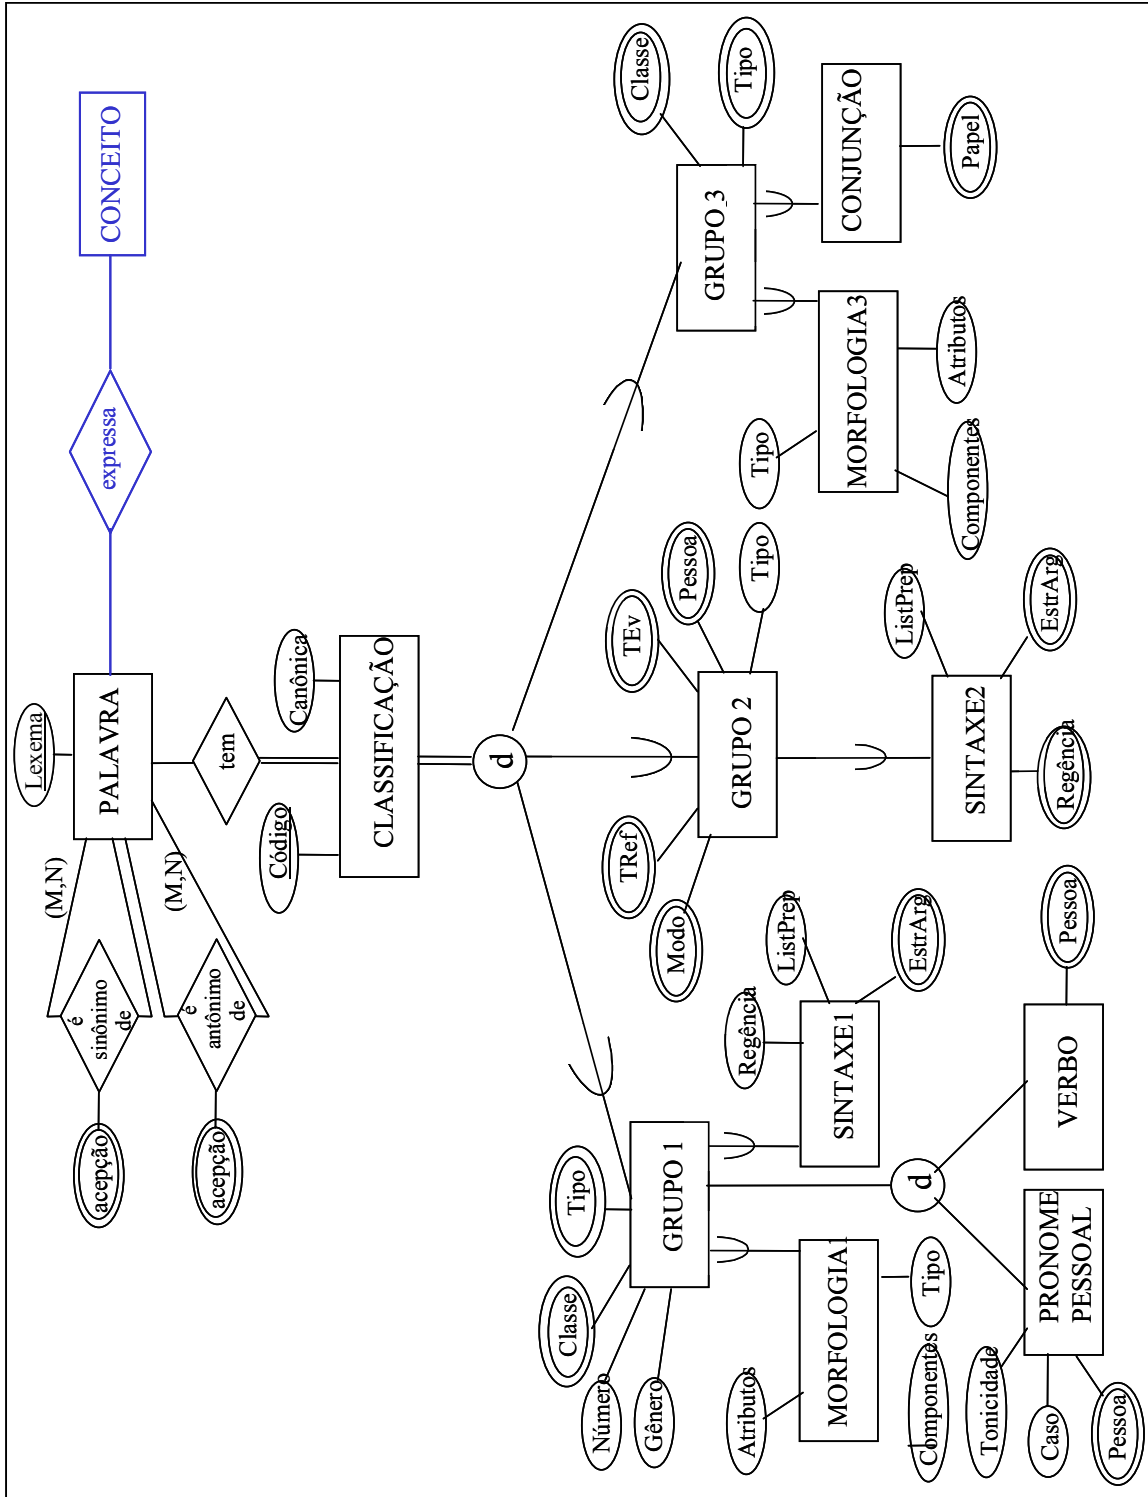 CONCEITO
expressa
PALAVRA
Lexema
(M,N)
é
sinônimo
de
acepção
(M,N)
é
antônimo
de
acepção
tem
Código
Canônica
CLASSIFICAÇÃO
d
Tipo
Classe
Número
Gênero
GRUPO 1
Atributos
MORFOLOGIA1
Componentes
Tipo
Regência
ListPrep
EstrArg
SINTAXE1
d
Tonicidade
Caso
Pessoa
PRONOME
PESSOAL
VERBO
Pessoa
Modo
TRef
TEv
Pessoa
Tipo
GRUPO 2
SINTAXE2
ListPrep
EstrArg
Regência
Classe
Tipo
GRUPO_3
Tipo
MORFOLOGIA3
Componentes
Atributos
CONJUNÇÃO
Papel